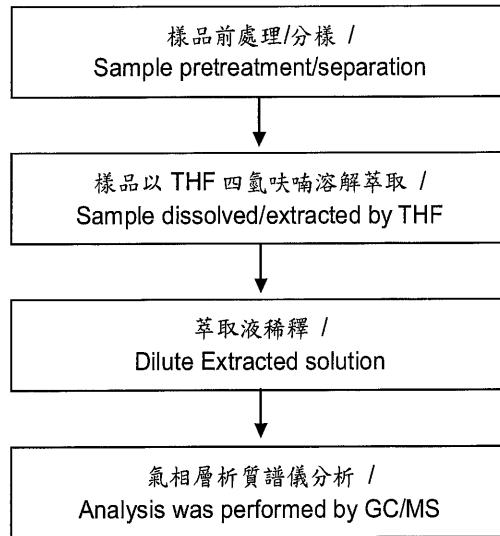 樣品前處理/分樣 /
Sample pretreatment/separation
樣品以 THF 四氫呋喃溶解萃取 /
Sample dissolved/extracted by THF
萃取液稀釋 /
Dilute Extracted solution
氣相層析質譜儀分析 /
Analysis was performed by GC/MS